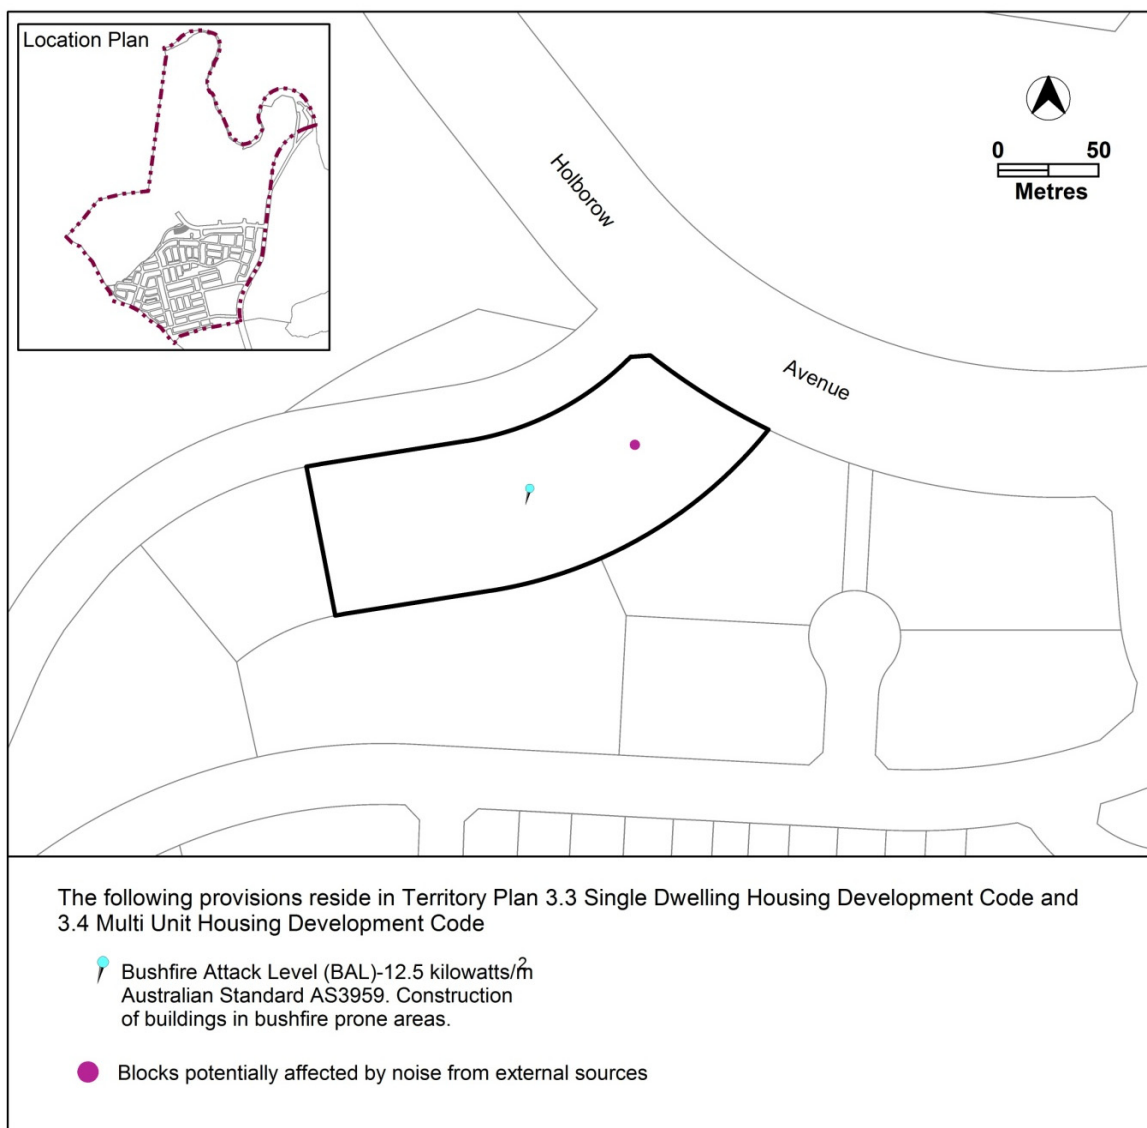 Location Plan
Holborow
0 50
Metres
Avenue
The following provisions reside in Territory Plan 3.3 Single Dwelling Housing Development Code and
3.4 Multi Unit Housing Development Code
Bushfire Attack Level (BAL)-12.5 kilowatts/m²
Australian Standard AS3959. Construction
of buildings in bushfire prone areas.
Blocks potentially affected by noise from external sources